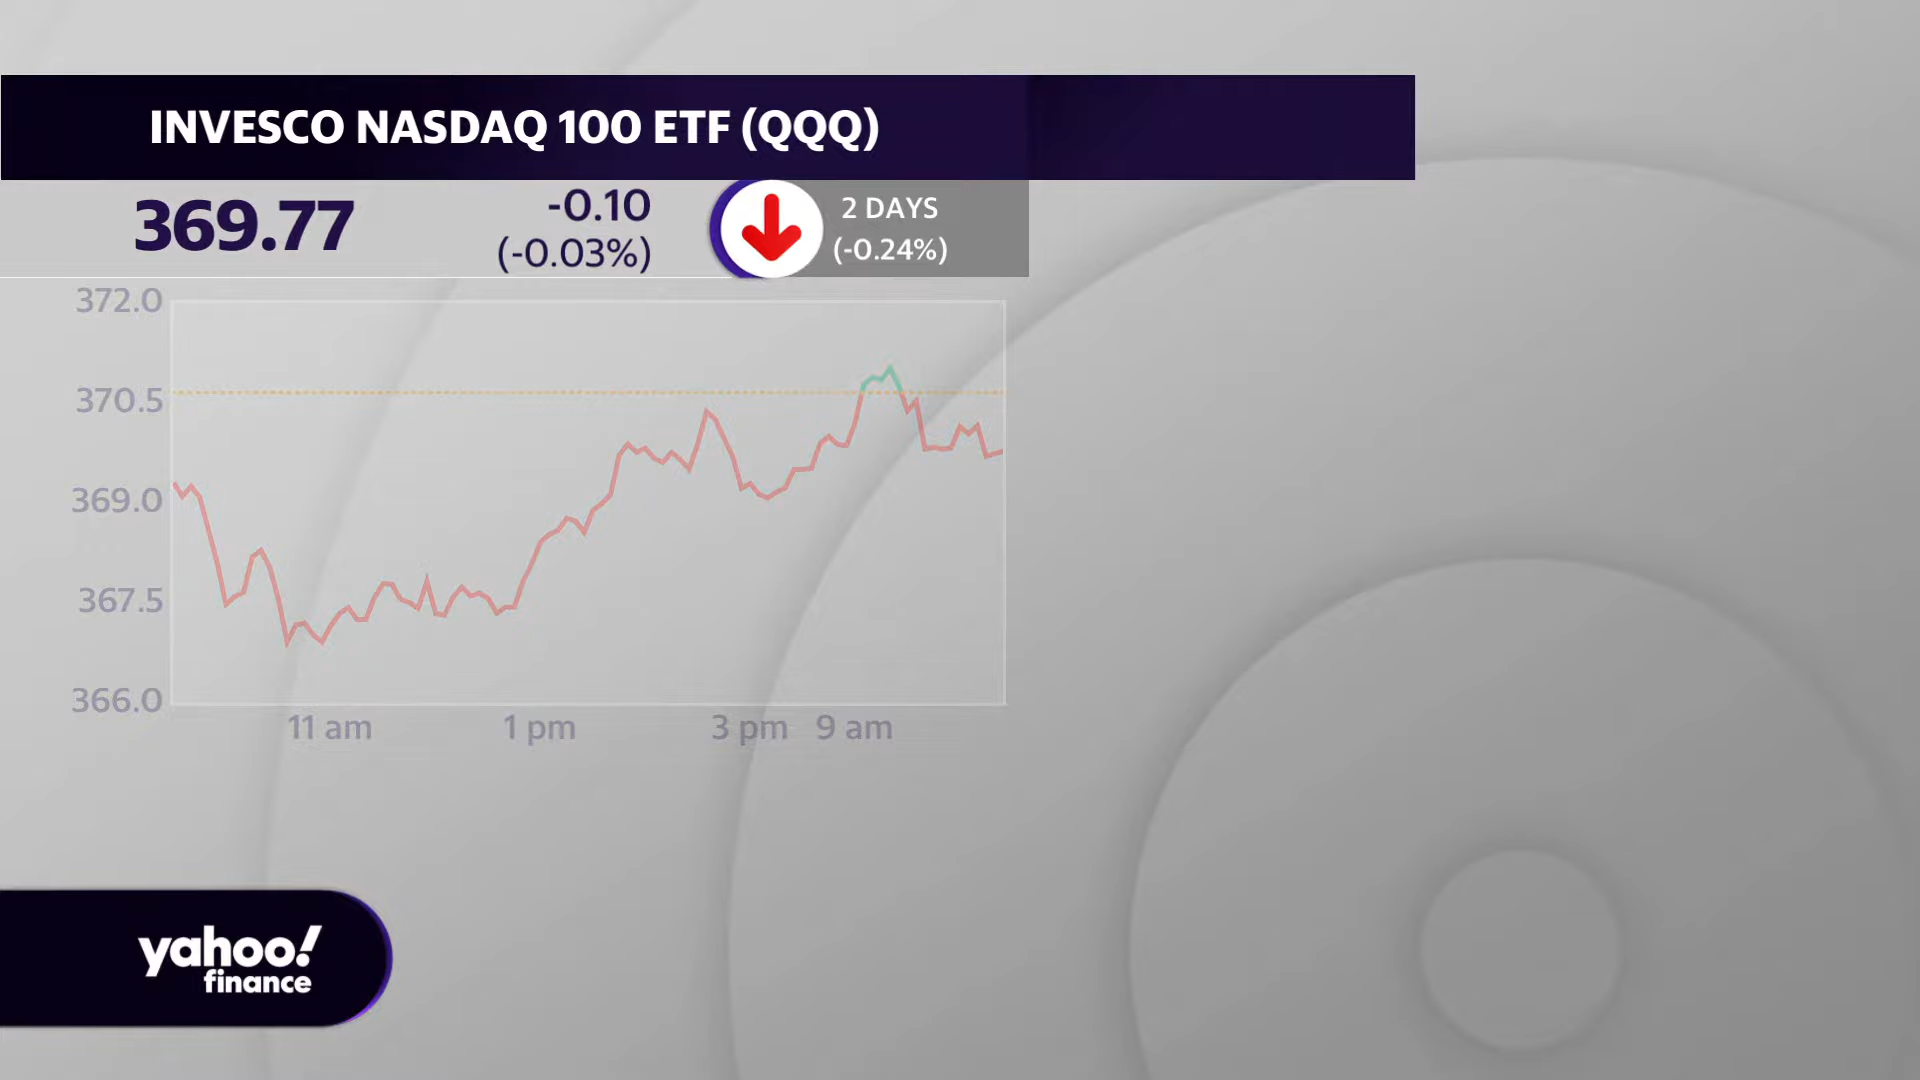 INVESCO NASDAQ 100 ETF (QQQ)
369.77
-0.10
(-0.03%)
2 DAYS
(-0.24%)
372.0
370.5
369.0
367.5
366.0
11 am 1 pm 3 pm 9 am
yahoo!
finance